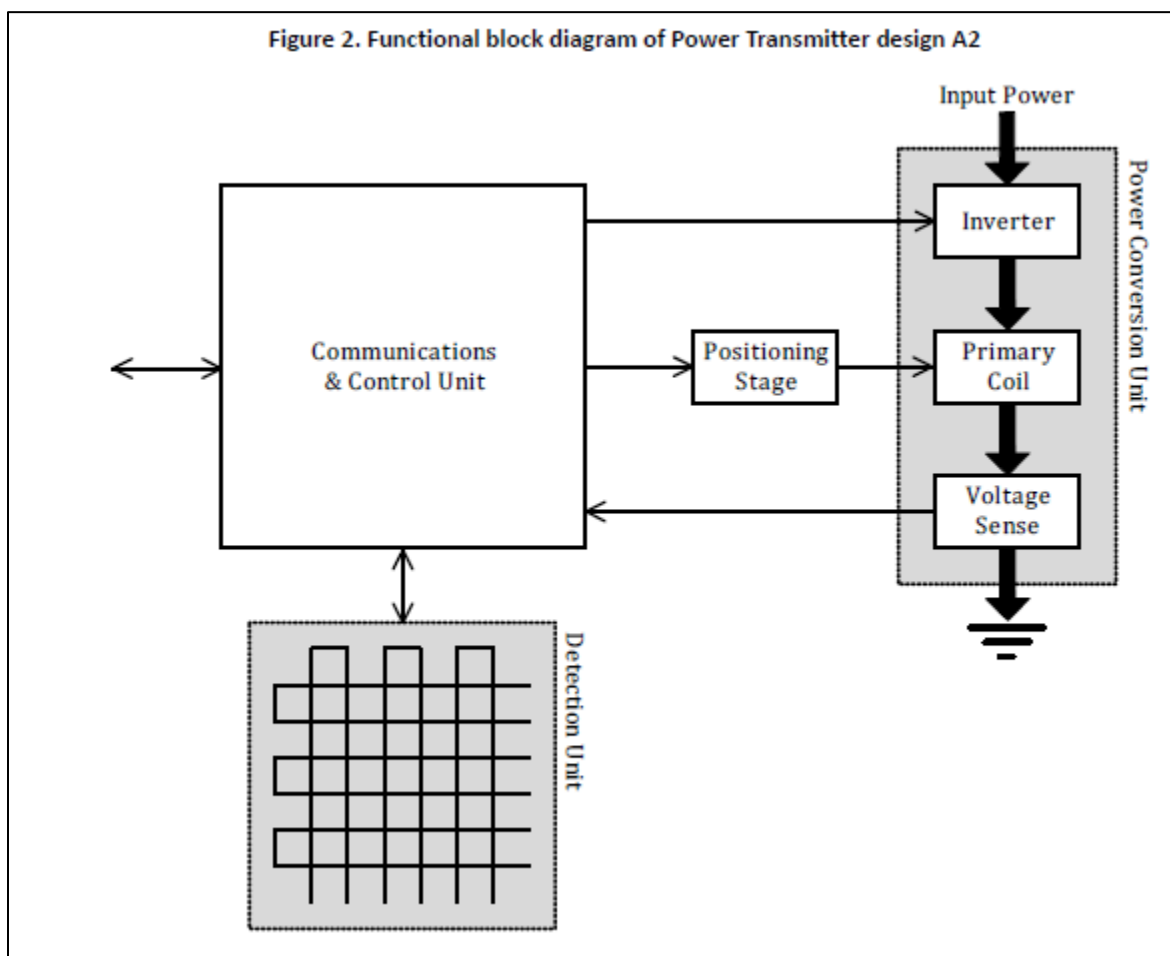 Figure 2. Functional block diagram of Power Transmitter design A2
Input Power
Power Conversion Unit
Inverter
Communications
& Control Unit
Positioning
Stage
Primary
Coil
Voltage
Sense
Detection Unit